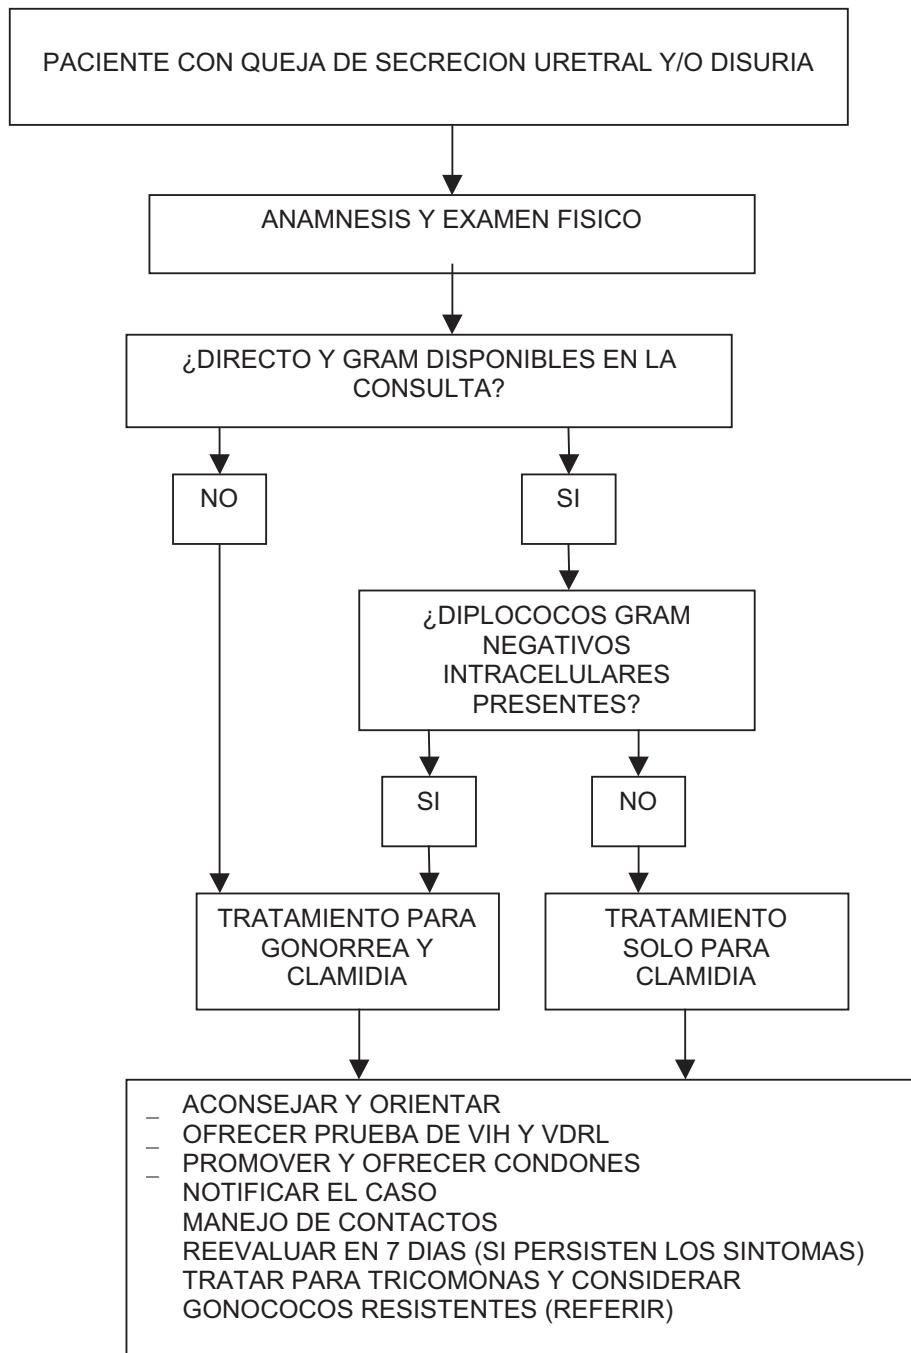 PACIENTE CON QUEJA DE SECRECION URETRAL Y/O DISURIA
ANAMNESIS Y EXAMEN FISICO
¿DIRECTO Y GRAM DISPONIBLES EN LA
CONSULTA?
NO
SI
¿DIPLOCOCOS GRAM
NEGATIVOS
INTRACELULARES
PRESENTES?
SI
NO
TRATAMIENTO PARA
GONORREA Y
CLAMIDIA
TRATAMIENTO
SOLO PARA
CLAMIDIA
_ ACONSEJAR Y ORIENTAR
_ OFRECER PRUEBA DE VIH Y VDRL
_ PROMOVER Y OFRECER CONDONES
NOTIFICAR EL CASO
MANEJO DE CONTACTOS
REEVALUAR EN 7 DIAS (SI PERSISTEN LOS SINTOMAS)
TRATAR PARA TRICOMONAS Y CONSIDERAR
GONOCOCOS RESISTENTES (REFERIR)